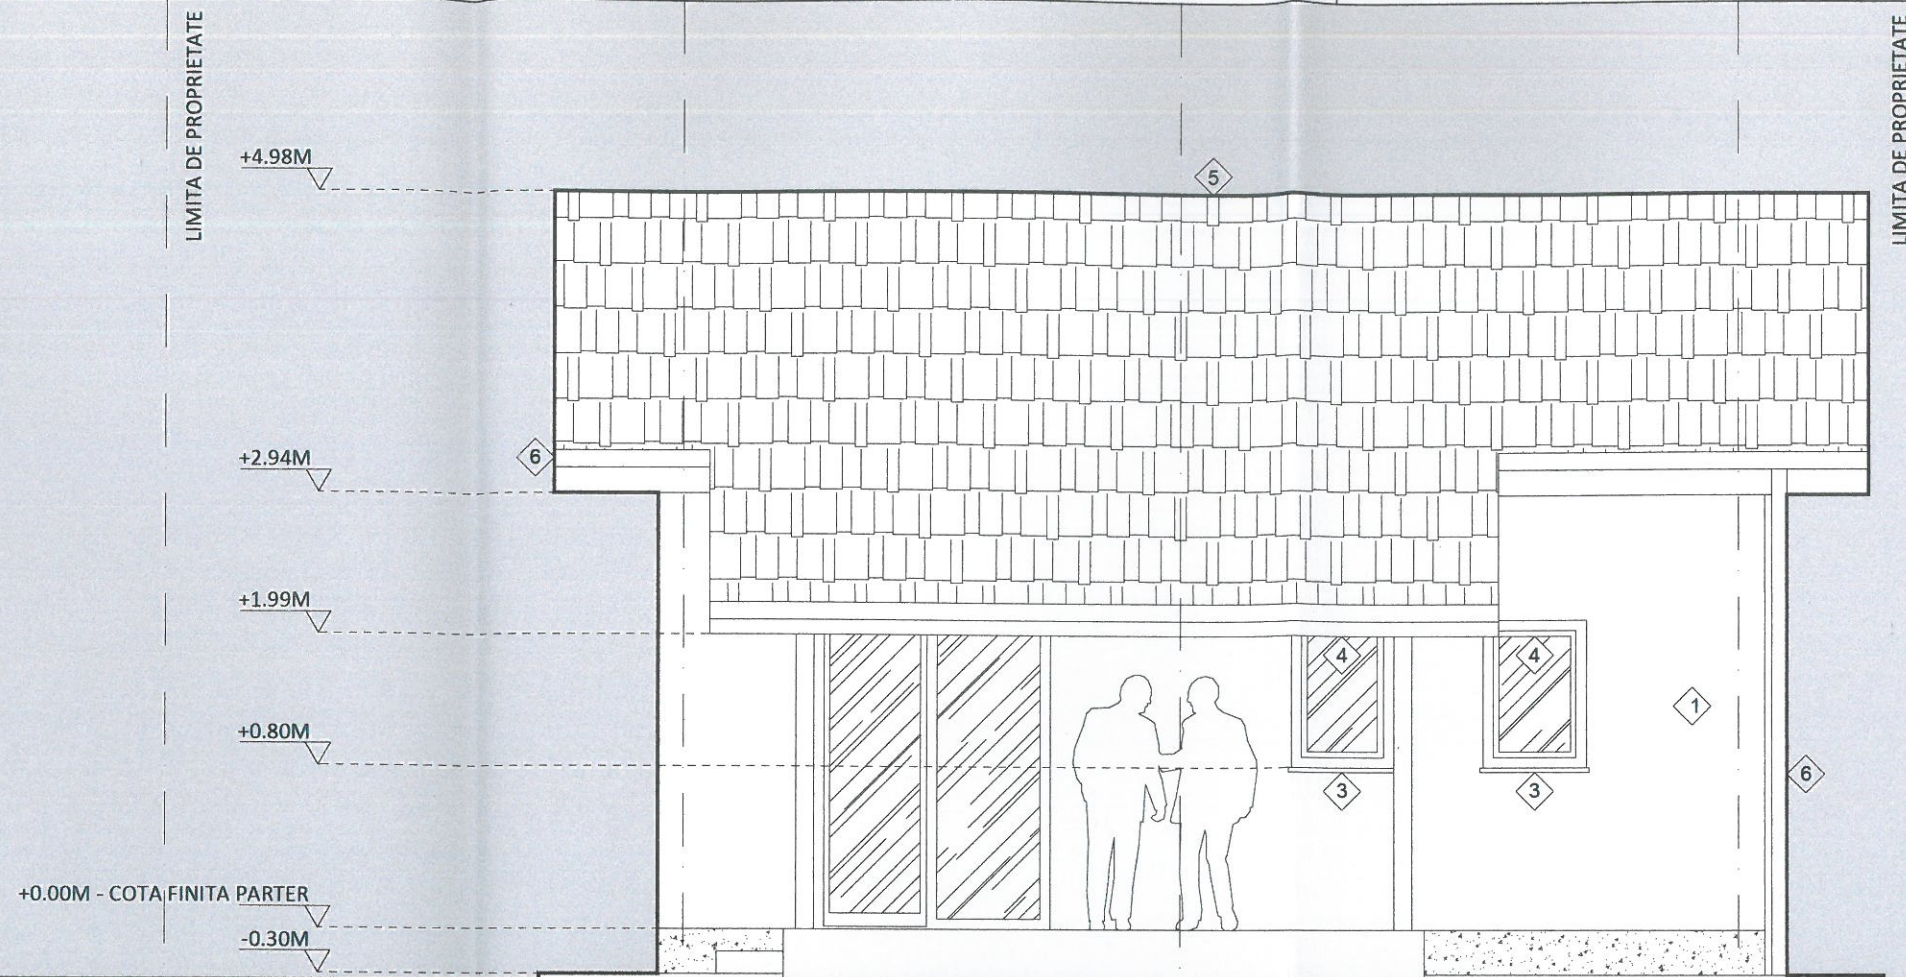 LIMITA DE PROPRIETATE
LIMITA DE PROPRIETATE
+4.98M
5
+2.94M
6
+1.99M
4
4
1
+0.80M
6
3
3
+0.00M - COTA FINITA PARTER
-0.30M